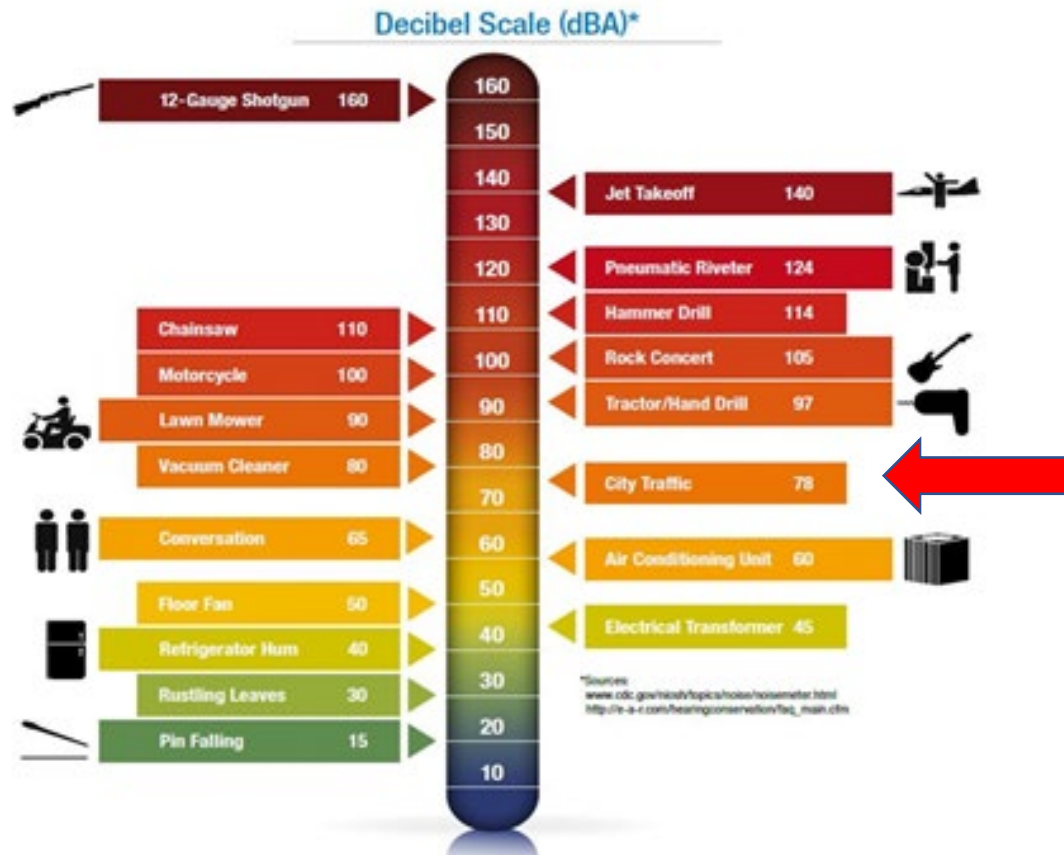 Decibel Scale (dBA)*
12-Gauge Shotgun 160
Chainsaw 110
Motorcycle 100
Lawn Mower 90
Vacuum Cleaner 80
Conversation 65
Floor Fan 50
Refrigerator Hum 40
Rustling Leaves 30
Pin Falling 15
160
150
140
130
120
110
100
90
80
70
60
50
40
30
20
10
Jet Takeoff 140
Pneumatic Riveter 124
Hammer Drill 114
Rock Concert 105
Tractor/Hand Drill 97
City Traffic 78
Air Conditioning Unit 60
Electrical Transformer 45
*Sources:
www.cdc.gov/niosh/topics/noise/noisemeter.html
http://e-a-r.com/hearingconservation/faq_main.cfm